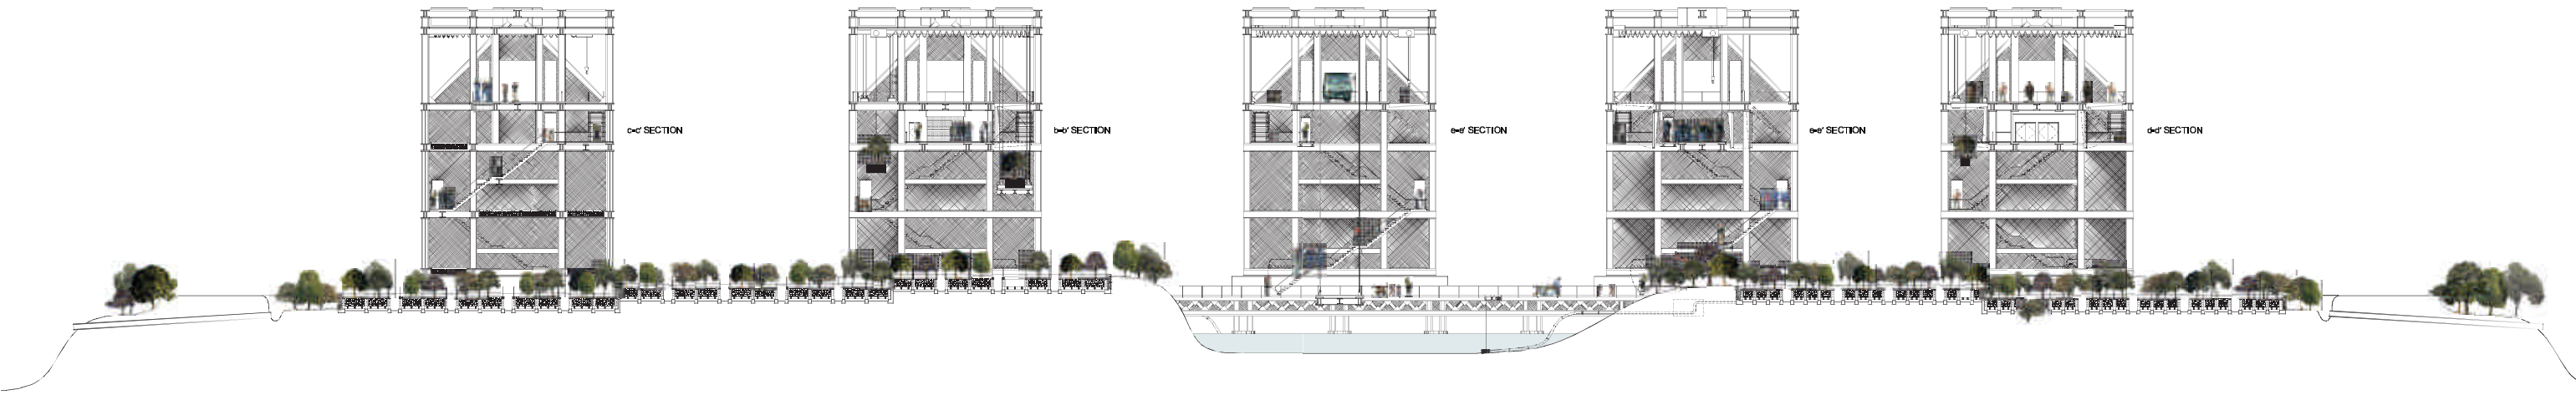 c=c' SECTION
b=b' SECTION
e=e' SECTION
e=e' SECTION
d=d' SECTION